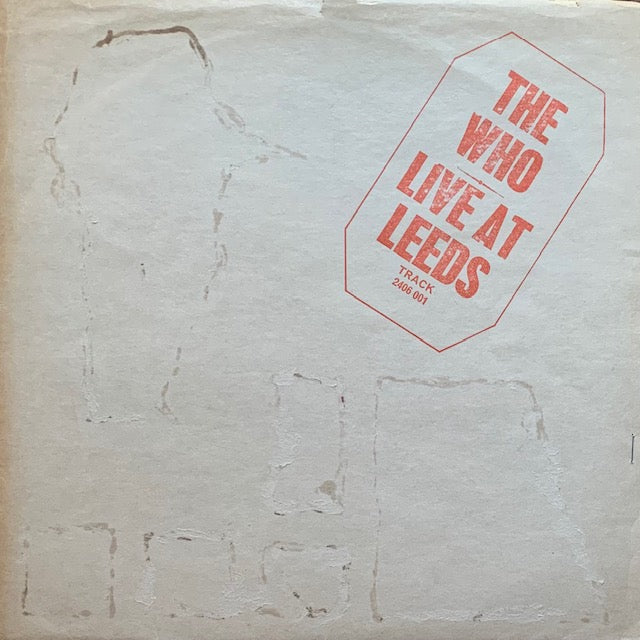 THE
WHO
LIVE AT
LEEDS
TRACK
2406 001